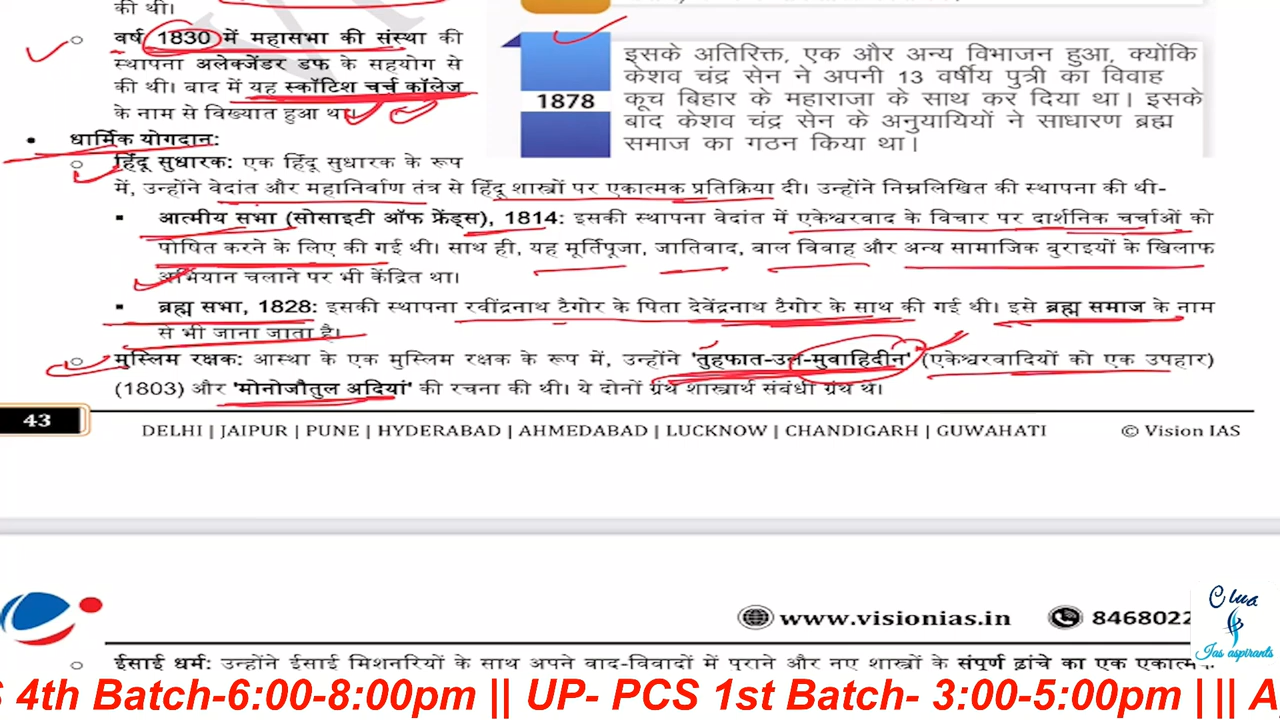 की थी।
वर्ष 1830 में महासभा की संस्था की
स्थापना अलेक्जेंडर डफ के सहयोग से
की थी। बाद में यह स्कॉटिश चर्च कॉलेज
के नाम से विख्यात हुआ था।
1878
इसके अतिरिक्त, एक और अन्य विभाजन हुआ, क्योंकि
केशव चंद्र सेन ने अपनी 13 वर्षीय पुत्री का विवाह
कूच बिहार के महाराजा के साथ कर दिया था। इसके
बाद केशव चंद्र सेन के अनुयायियों ने साधारण ब्रह्म
समाज का गठन किया था।
• धार्मिक योगदान:
हिंदू सुधारक: एक हिंदू सुधारक के रूप
में, उन्होंने वेदांत और महानिर्वाण तंत्र से हिंदू शास्त्रों पर एकात्मक प्रतिक्रिया दी। उन्होंने निम्नलिखित की स्थापना की थी-
आत्मीय सभा (सोसाइटी ऑफ फ्रेंड्स), 1814: इसकी स्थापना वेदांत में एकेश्वरवाद के विचार पर दार्शनिक चर्चाओं को
पोषित करने के लिए की गई थी। साथ ही, यह मूर्तिपूजा, जातिवाद, बाल विवाह और अन्य सामाजिक बुराइयों के खिलाफ
अभियान चलाने पर भी केंद्रित था।
ब्रह्म सभा, 1828: इसकी स्थापना रवींद्रनाथ टैगोर के पिता देवेंद्रनाथ टैगोर के साथ की गई थी। इसे ब्रह्म समाज के नाम
से भी जाना जाता है।
मुस्लिम रक्षक: आस्था के एक मुस्लिम रक्षक के रूप में, उन्होंने 'तुहफात-उल-मुवाहिदीन' (एकेश्वरवादियों को एक उपहार)
(1803) और 'मोनोजौतुल अदियां' की रचना की थी। ये दोनों ग्रंथ शास्त्रार्थ संबंधी ग्रंथ थे।
43
DELHI | JAIPUR | PUNE | HYDERABAD | AHMEDABAD | LUCKNOW | CHANDIGARH | GUWAHATI © Vision IAS
www.visionias.in 8468022
Ias aspirants
ईसाई धर्म: उन्होंने ईसाई मिशनरियों के साथ अपने वाद-विवादों में पुराने और नए शास्त्रों के संपूर्ण ढ़ांचे का एक
S 4th Batch-6:00-8:00pm || UP- PCS 1st Batch- 3:00-5:00pm | || A